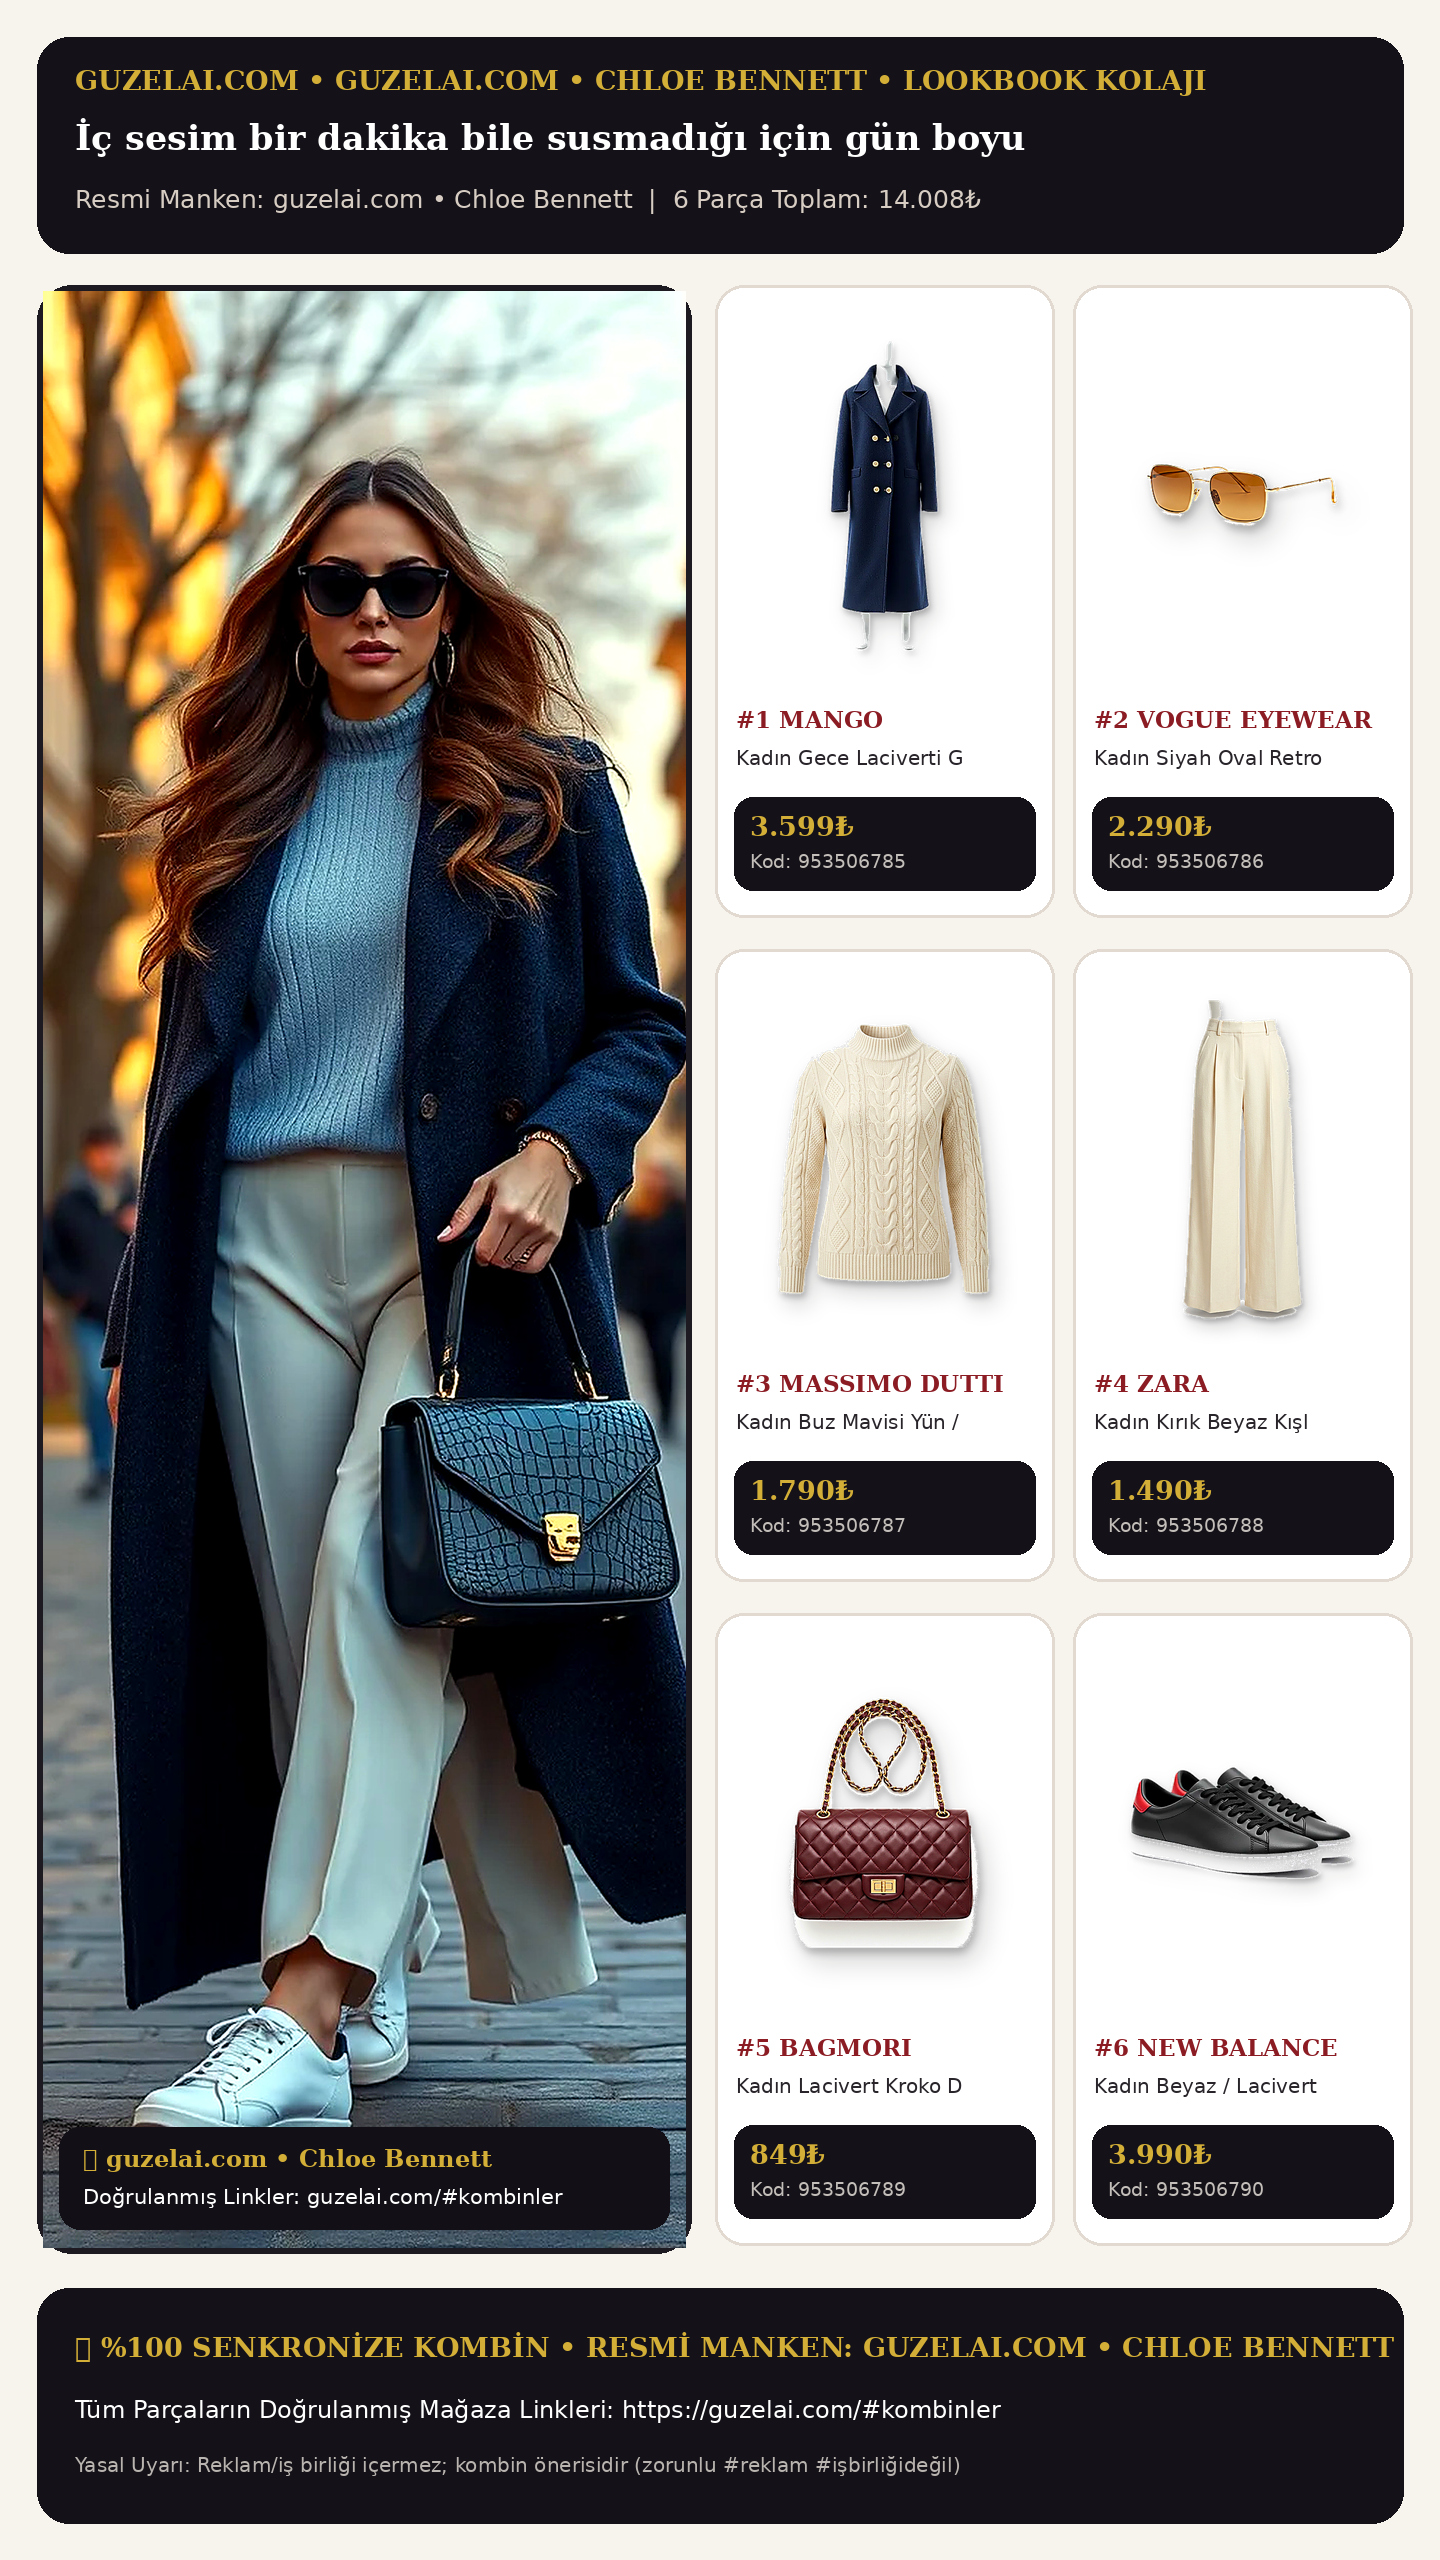 GUZELAI.COM • GUZELAI.COM • CHLOE BENNETT • LOOKBOOK KOLAJI
İç sesim bir dakika bile susmadığı için gün boyu
Resmi Manken: guzelai.com • Chloe Bennett | 6 Parça Toplam: 14.008₺
#1 MANGO
Kadın Gece Laciverti G
3.599₺
Kod: 953506785
#2 VOGUE EYEWEAR
Kadın Siyah Oval Retro
2.290₺
Kod: 953506786
#3 MASSIMO DUTTI
Kadın Buz Mavisi Yün /
1.790₺
Kod: 953506787
#4 ZARA
Kadın Kırık Beyaz Kışl
1.490₺
Kod: 953506788
#5 BAGMORI
Kadın Lacivert Kroko D
849₺
Kod: 953506789
#6 NEW BALANCE
Kadın Beyaz / Lacivert
3.990₺
Kod: 953506790
guzelai.com • Chloe Bennett
Doğrulanmış Linkler: guzelai.com/#kombinler
%100 SENKRONİZE KOMBİN • RESMİ MANKEN: GUZELAI.COM • CHLOE BENNETT
Tüm Parçaların Doğrulanmış Mağaza Linkleri: https://guzelai.com/#kombinler
Yasal Uyarı: Reklam/iş birliği içermez; kombin önerisidir (zorunlu #reklam #işbirliğideğil)